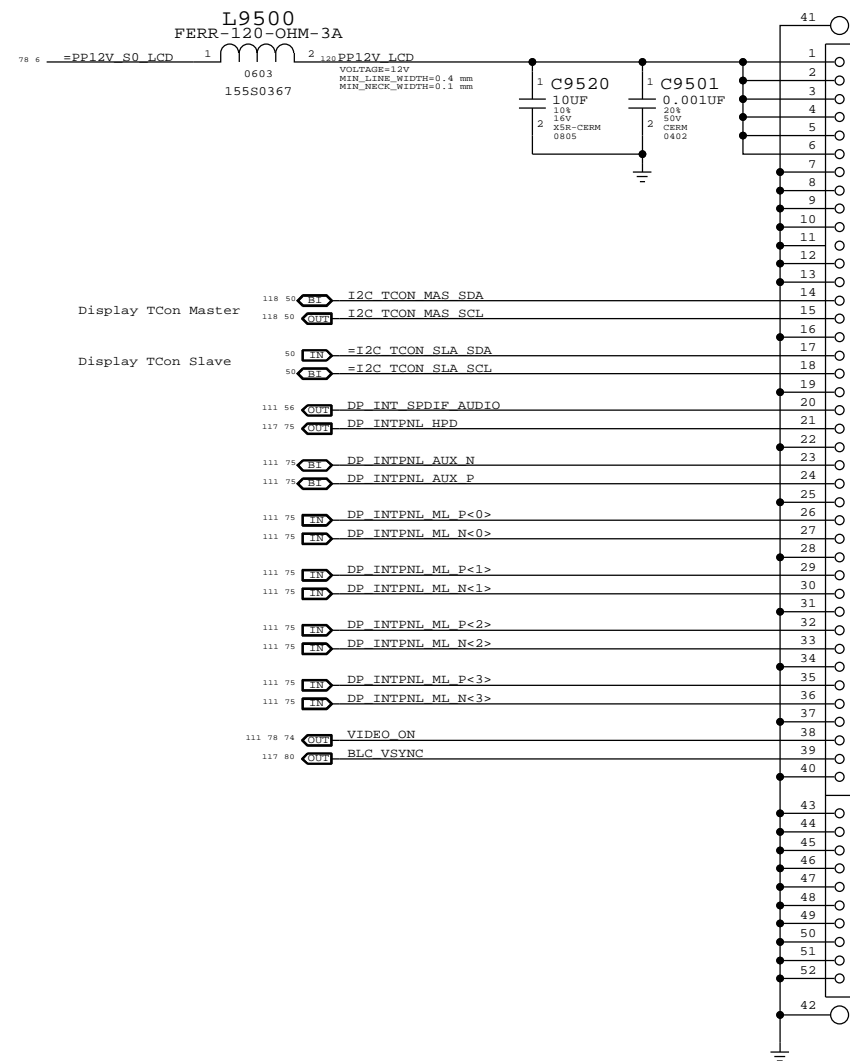 L9500
FERR-120-OHM-3A
78 6 =PP12V_S0_LCD 1 2 120 PP12V_LCD
VOLTAGE=12V
MIN_LINE_WIDTH=0.4 mm
MIN_NECK_WIDTH=0.1 mm
0603
155S0367
1 C9520
10UF
10%
16V
X5R-CERM
2 0805
1 C9501
0.001UF
20%
50V
CERM
2 0402
41
1
2
3
4
5
6
7
8
9
10
11
12
13
Display TCon Master
118 50 BI I2C_TCON_MAS_SDA 14
118 50 OUT I2C_TCON_MAS_SCL 15
16
Display TCon Slave
50 IN =I2C_TCON_SLA_SDA 17
50 BI =I2C_TCON_SLA_SCL 18
19
111 56 OUT DP_INT_SPDIF_AUDIO 20
117 75 OUT DP_INTPNL_HPD 21
22
111 75 BI DP_INTPNL_AUX_N 23
111 75 BI DP_INTPNL_AUX_P 24
25
111 75 IN DP_INTPNL_ML_P<0> 26
111 75 IN DP_INTPNL_ML_N<0> 27
28
111 75 IN DP_INTPNL_ML_P<1> 29
111 75 IN DP_INTPNL_ML_N<1> 30
31
111 75 IN DP_INTPNL_ML_P<2> 32
111 75 IN DP_INTPNL_ML_N<2> 33
34
111 75 IN DP_INTPNL_ML_P<3> 35
111 75 IN DP_INTPNL_ML_N<3> 36
37
111 78 74 OUT VIDEO_ON 38
117 80 OUT BLC_VSYNC 39
40
43
44
45
46
47
48
49
50
51
52
42